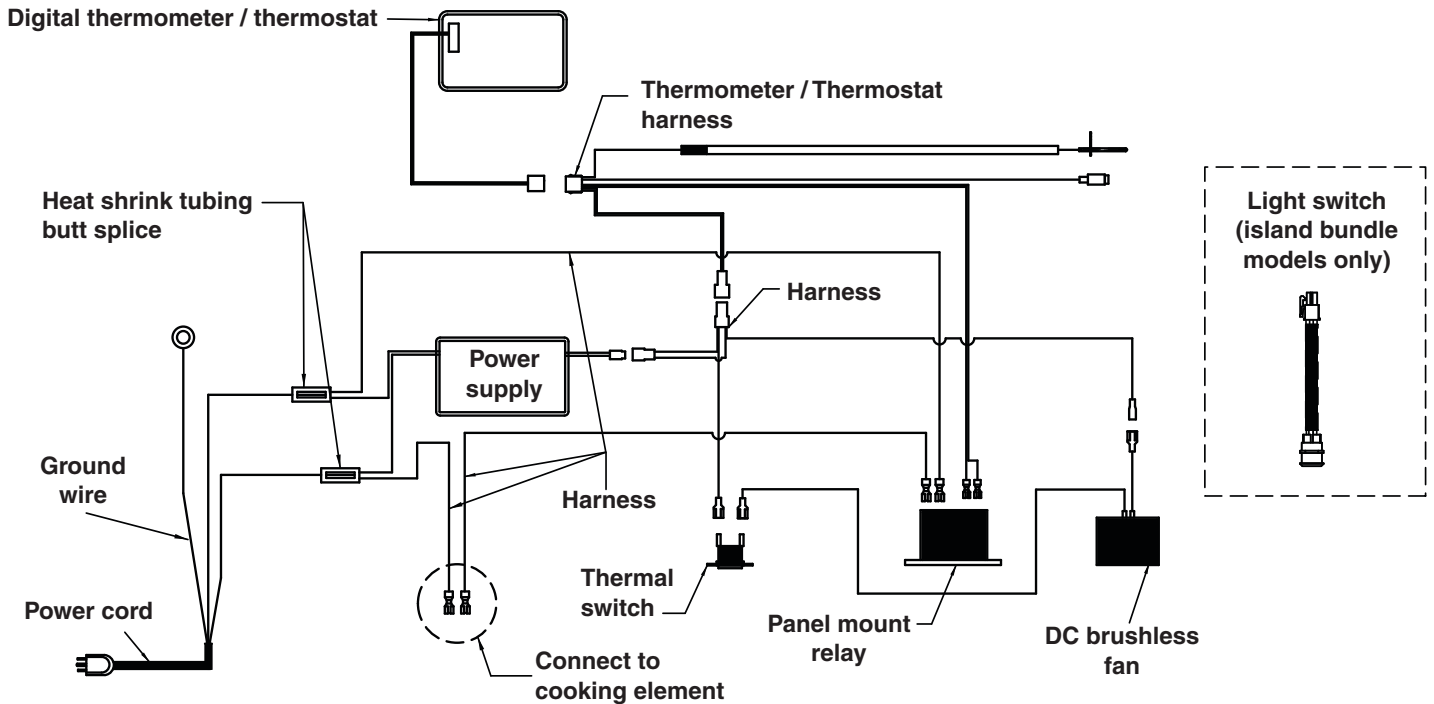 Digital thermometer / thermostat
Thermometer / Thermostat
harness
Heat shrink tubing
butt splice
Light switch
(island bundle
models only)
Harness
Power
supply
Ground
wire
Harness
Thermal
switch
Power cord
Panel mount
relay
DC brushless
fan
Connect to
cooking element